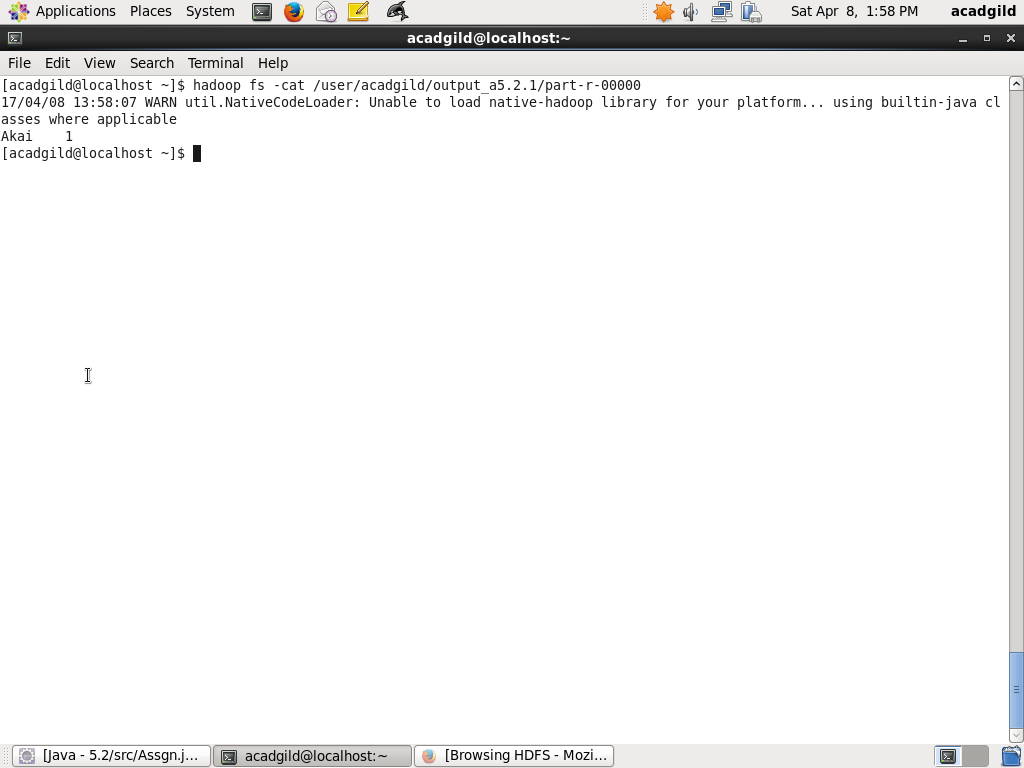 Applications Places System Sat Apr 8, 1:58 PM acadgild
acadgild@localhost:~
File Edit View Search Terminal Help
[acadgild@localhost ~]$ hadoop fs -cat /user/acadgild/output_a5.2.1/part-r-00000
17/04/08 13:58:07 WARN util.NativeCodeLoader: Unable to load native-hadoop library for your platform... using builtin-java cl
asses where applicable
Akai 1
[acadgild@localhost ~]$
[Java - 5.2/src/Assgn.j... acadgild@localhost:~ [Browsing HDFS - Mozi...